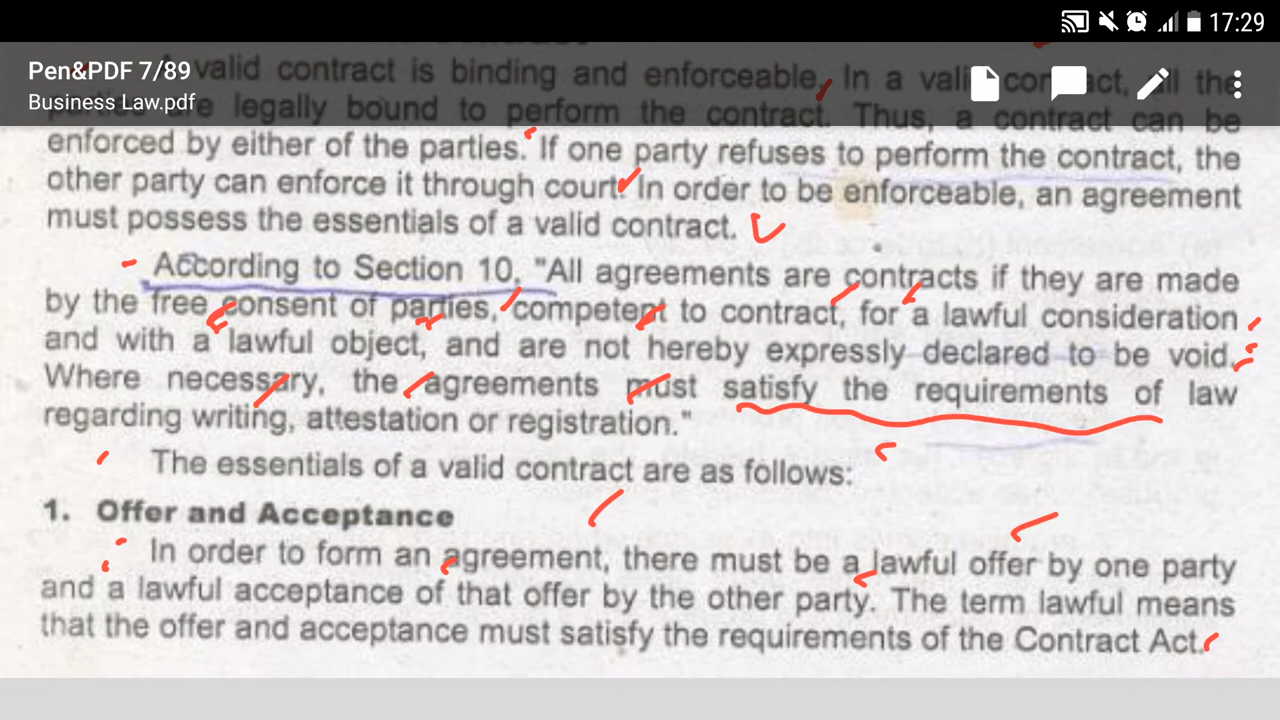 17:29
Pen&PDF 7/89
Business Law.pdf
valid contract is binding and enforceable. In a valid contract, all the
parties are legally bound to perform the contract. Thus, a contract can be
enforced by either of the parties. If one party refuses to perform the contract, the
other party can enforce it through court. In order to be enforceable, an agreement
must possess the essentials of a valid contract.
According to Section 10, "All agreements are contracts if they are made
by the free consent of parties, competent to contract, for a lawful consideration
and with a lawful object, and are not hereby expressly declared to be void.
Where necessary, the agreements must satisfy the requirements of law
regarding writing, attestation or registration."
The essentials of a valid contract are as follows:
1. Offer and Acceptance
In order to form an agreement, there must be a lawful offer by one party
and a lawful acceptance of that offer by the other party. The term lawful means
that the offer and acceptance must satisfy the requirements of the Contract Act.